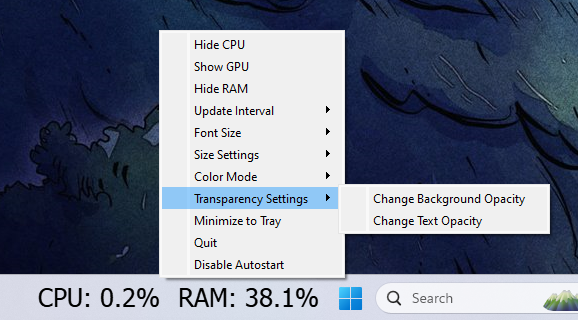 Hide CPU
Show GPU
Hide RAM
Update Interval
Font Size
Size Settings
Color Mode
Transparency Settings
Change Background Opacity
Change Text Opacity
Minimize to Tray
Quit
Disable Autostart
CPU: 0.2% RAM: 38.1%
Search